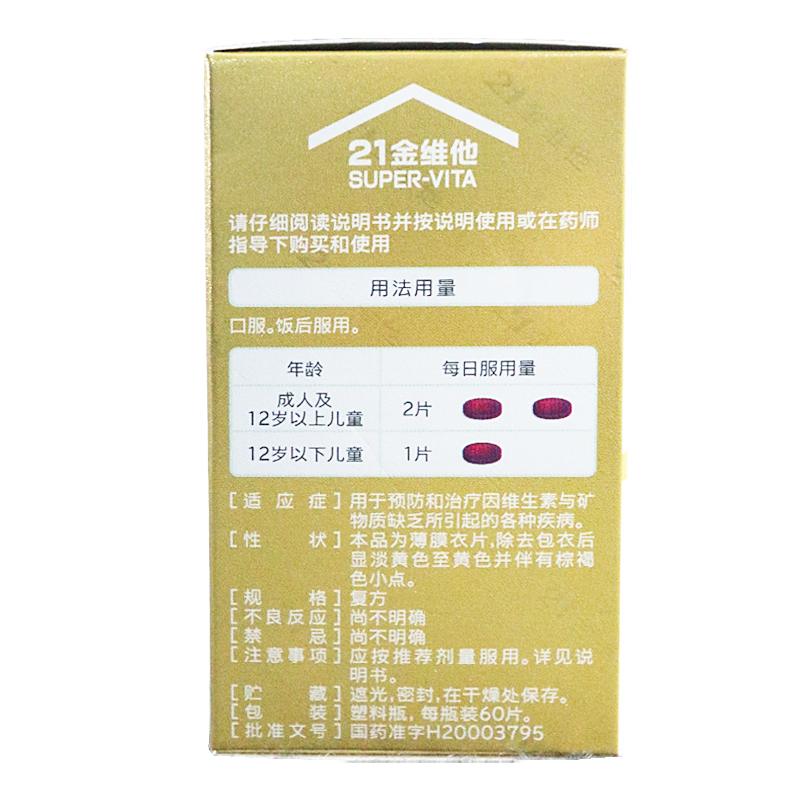 21金维他
SUPER-VITA
请仔细阅读说明书并按说明使用或在药师
指导下购买和使用
用法用量
口服。饭后服用。
年龄 每日服用量
成人及
12岁以上儿童 2片
12岁以下儿童 1片
[适应症] 用于预防和治疗因维生素与矿
物质缺乏所引起的各种疾病。
[性状] 本品为薄膜衣片,除去包衣后
显淡黄色至黄色并伴有棕褐
色小点。
[规格] 复方
[不良反应] 尚不明确
[禁忌] 尚不明确
[注意事项] 应按推荐剂量服用。详见说
明书。
[贮藏] 遮光,密封,在干燥处保存。
[包装] 塑料瓶,每瓶装60片。
[批准文号] 国药准字H20003795